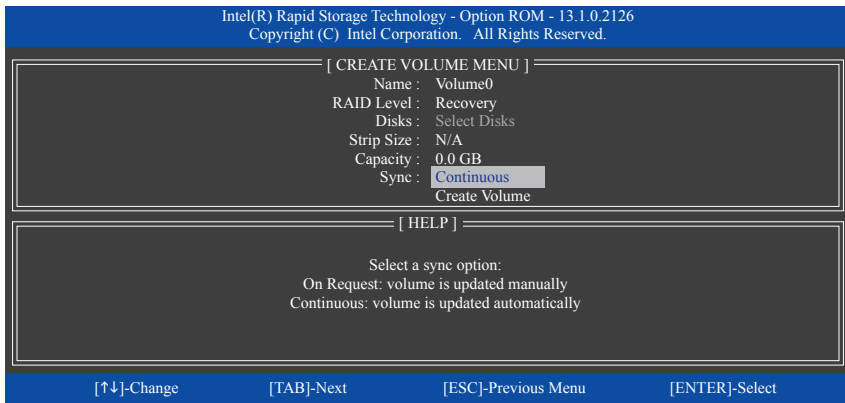 Intel(R) Rapid Storage Technology - Option ROM - 13.1.0.2126
Copyright (C) Intel Corporation. All Rights Reserved.
[ CREATE VOLUME MENU ]
Name : Volume0
RAID Level : Recovery
Disks : Select Disks
Strip Size : N/A
Capacity : 0.0 GB
Sync : Continuous
Create Volume
[ HELP ]
Select a sync option:
On Request: volume is updated manually
Continuous: volume is updated automatically
[↑↓]-Change [TAB]-Next [ESC]-Previous Menu [ENTER]-Select